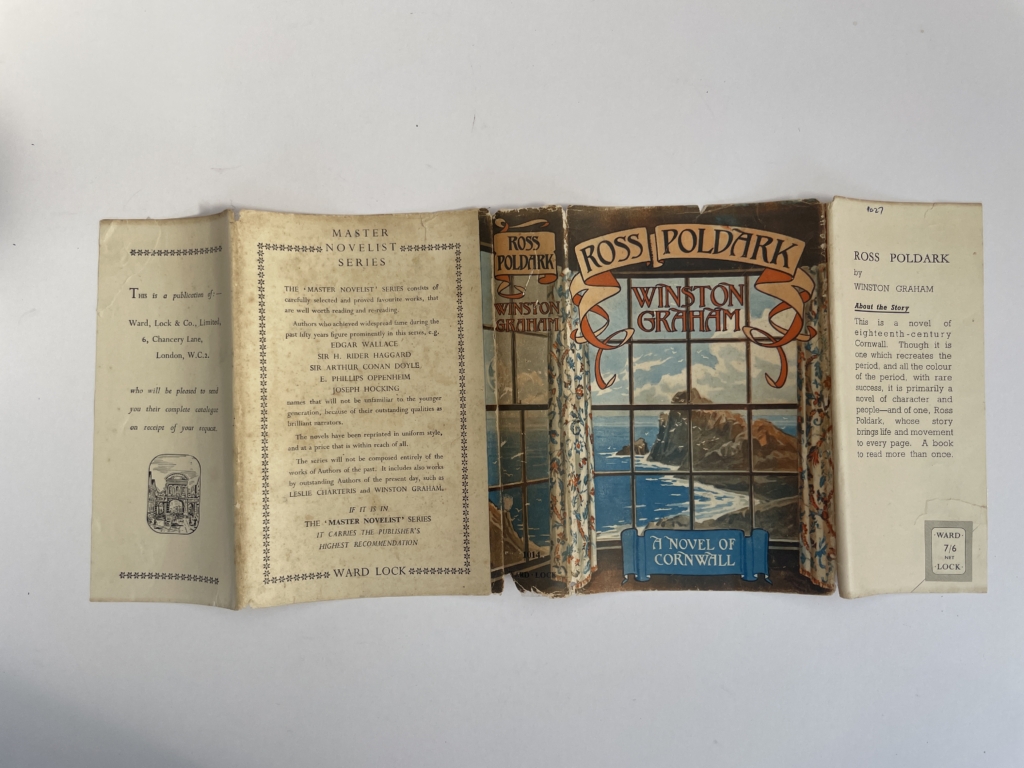 This is a publication of:—
Ward, Lock & Co., Limited,
6, Chancery Lane,
London, W.C.2.
who will be pleased to send
you their complete catalogue
on receipt of your request.
MASTER
NOVELIST
SERIES
THE "MASTER NOVELIST" SERIES consists of
carefully selected and proved favourite works, that
are well worth reading and re-reading.
Authors who achieved widespread fame during the
past fifty years figure prominently in this series, e.g.
EDGAR WALLACE
SIR H. RIDER HAGGARD
SIR ARTHUR CONAN DOYLE
E. PHILLIPS OPPENHEIM
JOSEPH HOCKING
names that will not be unfamiliar to the younger
generation, because of their outstanding qualities as
brilliant narrators.
The novels have been reprinted in uniform style,
and at a price that is within reach of all.
The series will not be composed entirely of the
works of Authors of the past: It includes also works
by outstanding Authors of the present day, such as
LESLIE CHARTERIS and WINSTON GRAHAM.
IF IT IS IN
THE "MASTER NOVELIST" SERIES
IT CARRIES THE PUBLISHER'S
HIGHEST RECOMMENDATION
WARD LOCK
ROSS
POLDARK
WINSTON
GRAHAM
WARD LOCK
ROSS POLDARK
WINSTON
GRAHAM
A NOVEL OF
CORNWALL
ROSS POLDARK
by
WINSTON GRAHAM
About the Story
This is a novel of
eighteenth-century
Cornwall. Though it is
one which recreates the
period, and all the colour
of the period, with rare
success, it is primarily a
novel of character and
people—and of one, Ross
Poldark, whose story
brings life and movement
to every page. A book
to read more than once.
·WARD·
7/6
NET
·LOCK·